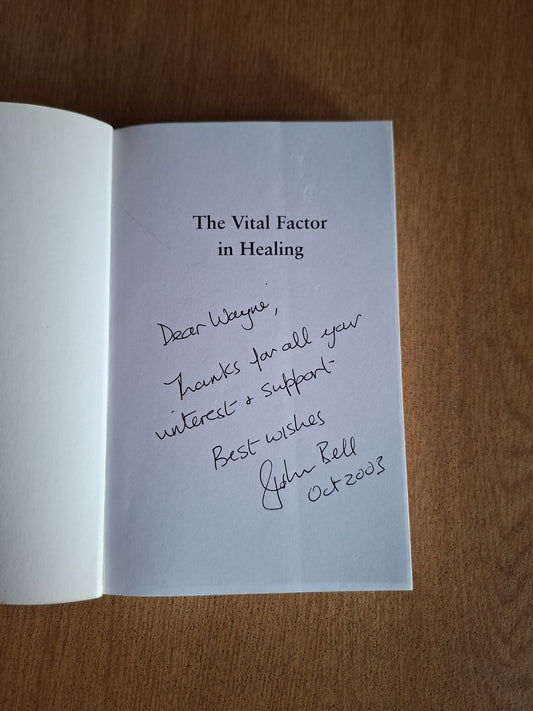 The Vital Factor
in Healing
Dear Wayne,
Thanks for all your
interest & support
Best wishes
John Bell
Oct 2003